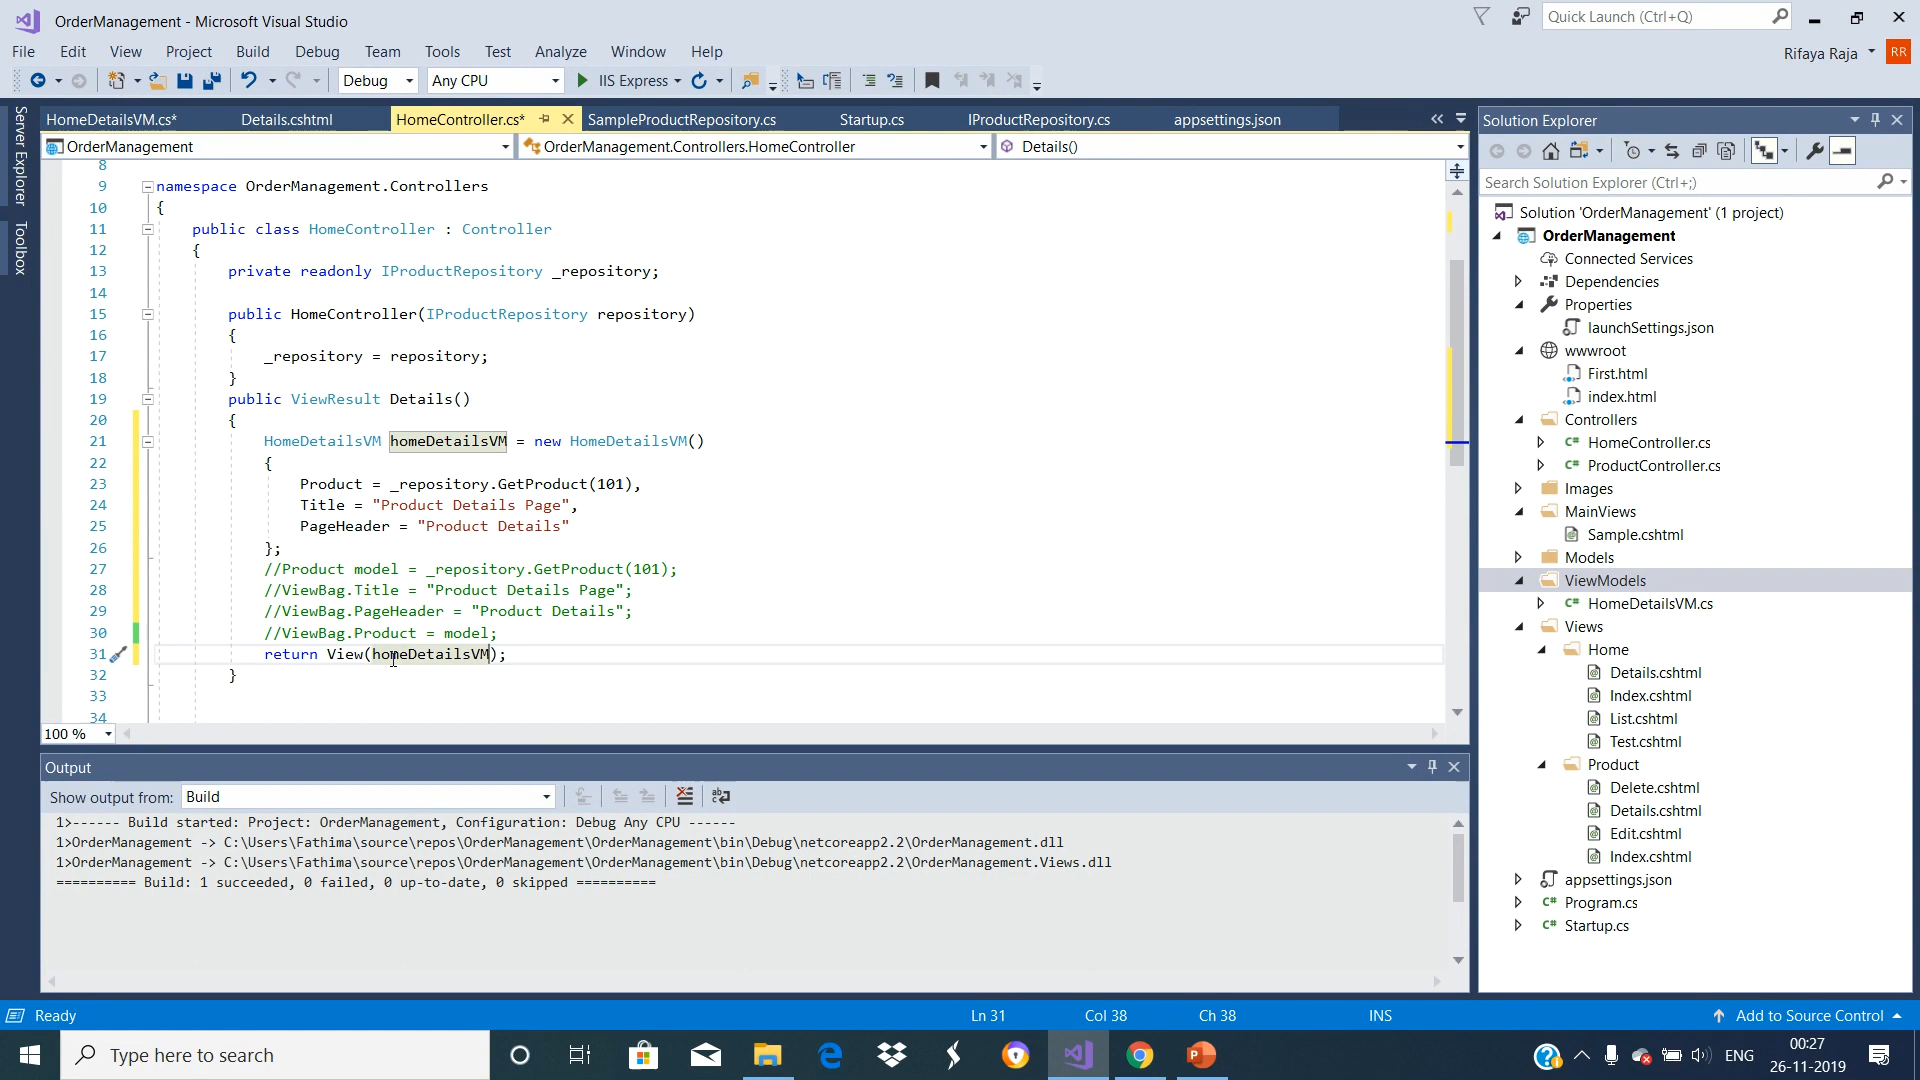 OrderManagement - Microsoft Visual Studio
Quick Launch (Ctrl+Q)
File Edit View Project Build Debug Team Tools Test Analyze Window Help
Rifaya Raja RR
Debug Any CPU IIS Express
Server Explorer
Toolbox
HomeDetailsVM.cs* Details.cshtml HomeController.cs* SampleProductRepository.cs Startup.cs IProductRepository.cs appsettings.json
OrderManagement OrderManagement.Controllers.HomeController Details()
8
9 namespace OrderManagement.Controllers
10 {
11 public class HomeController : Controller
12 {
13 private readonly IProductRepository _repository;
14
15 public HomeController(IProductRepository repository)
16 {
17 _repository = repository;
18 }
19 public ViewResult Details()
20 {
21 HomeDetailsVM homeDetailsVM = new HomeDetailsVM()
22 {
23 Product = _repository.GetProduct(101),
24 Title = "Product Details Page",
25 PageHeader = "Product Details"
26 };
27 //Product model = _repository.GetProduct(101);
28 //ViewBag.Title = "Product Details Page";
29 //ViewBag.PageHeader = "Product Details";
30 //ViewBag.Product = model;
31 return View(homeDetailsVM);
32 }
33
34
100 %
Output
Show output from: Build
1>------ Build started: Project: OrderManagement, Configuration: Debug Any CPU ------
1>OrderManagement -> C:\Users\Fathima\source\repos\OrderManagement\OrderManagement\bin\Debug\netcoreapp2.2\OrderManagement.dll
1>OrderManagement -> C:\Users\Fathima\source\repos\OrderManagement\OrderManagement\bin\Debug\netcoreapp2.2\OrderManagement.Views.dll
========== Build: 1 succeeded, 0 failed, 0 up-to-date, 0 skipped ==========
Solution Explorer
Search Solution Explorer (Ctrl+;)
Solution 'OrderManagement' (1 project)
OrderManagement
Connected Services
Dependencies
Properties
launchSettings.json
wwwroot
First.html
index.html
Controllers
C# HomeController.cs
C# ProductController.cs
Images
MainViews
Sample.cshtml
Models
ViewModels
C# HomeDetailsVM.cs
Views
Home
Details.cshtml
Index.cshtml
List.cshtml
Test.cshtml
Product
Delete.cshtml
Details.cshtml
Edit.cshtml
Index.cshtml
appsettings.json
C# Program.cs
C# Startup.cs
Ready Ln 31 Col 38 Ch 38 INS Add to Source Control
Type here to search
ENG
00:27
26-11-2019